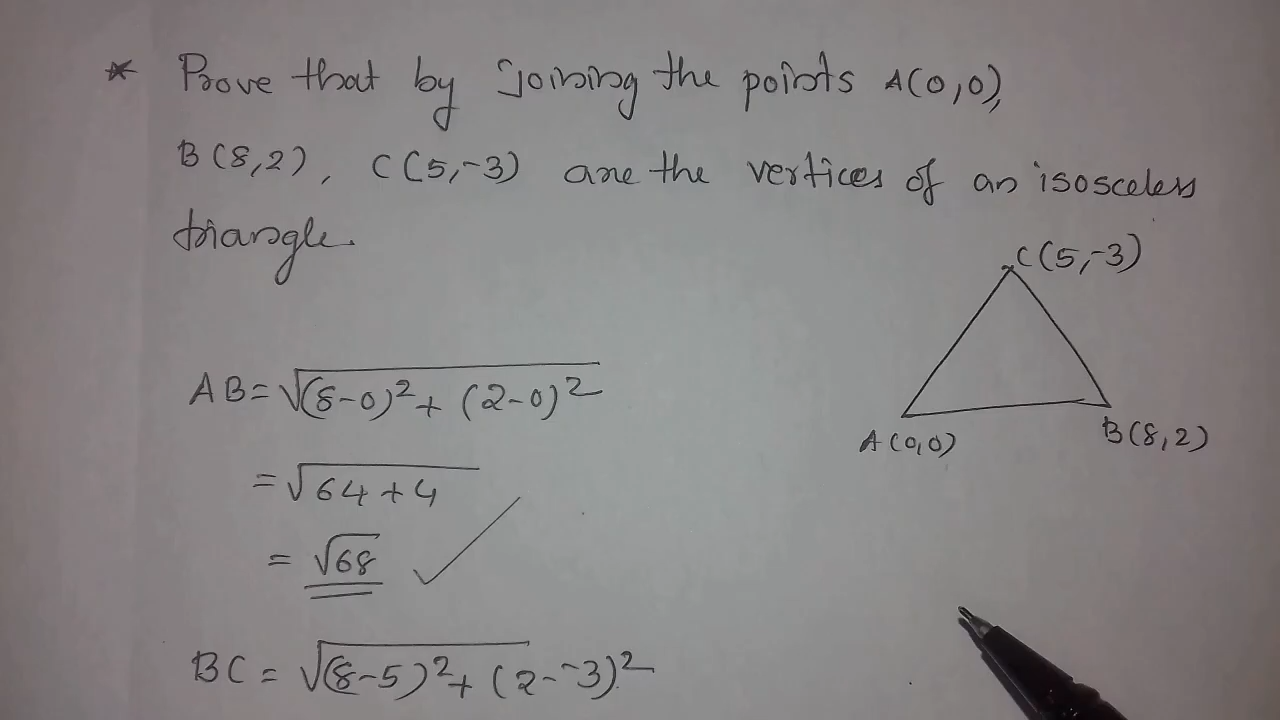 * Prove that by joining the points A(0,0),
B(8,2), C(5,-3) are the vertices of an isosceless
triangle.
C(5,-3)
A(0,0)
B(8,2)
AB = √(8-0)² + (2-0)²
= √64+4
= √68 ✓
BC = √(8-5)² + (2--3)²